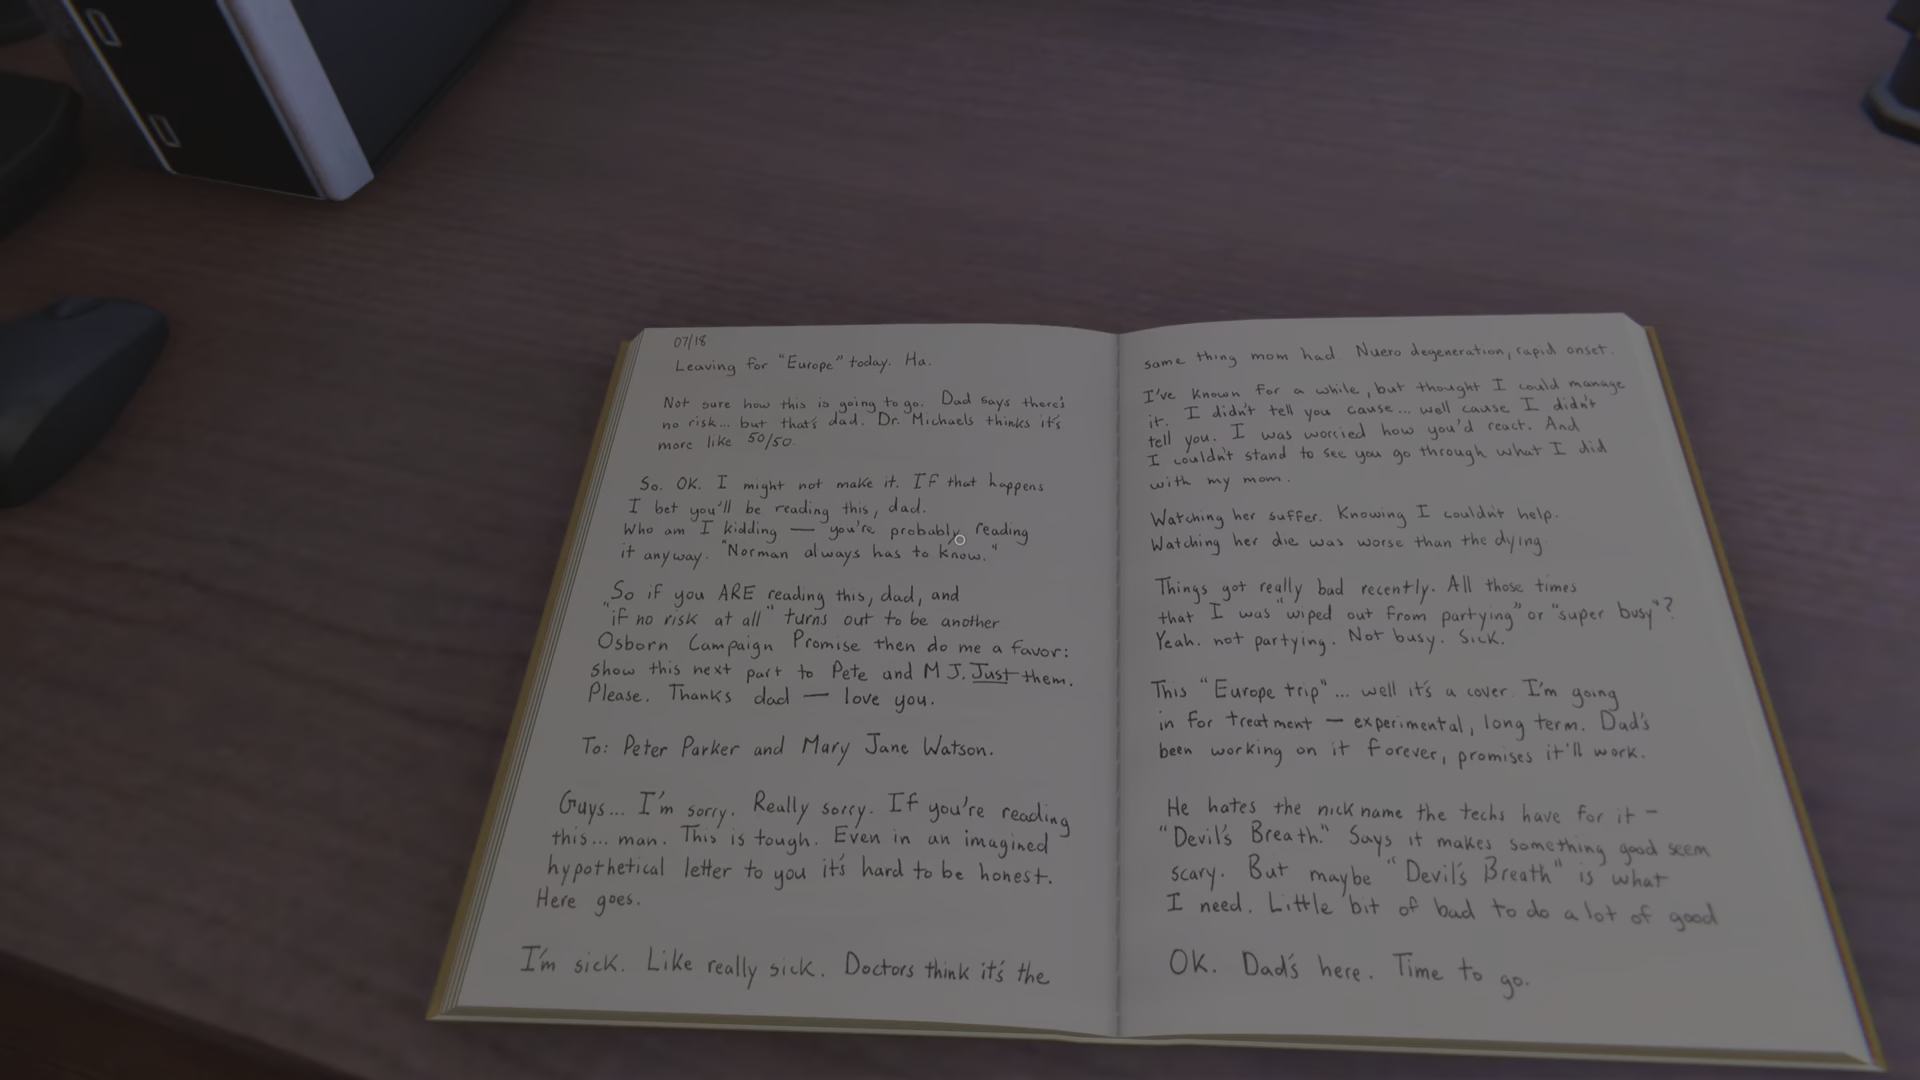 07/18
Leaving for "Europe" today. Ha.
Not sure how this is going to go. Dad says there's
no risk... but that's dad. Dr. Michaels thinks it's
more like 50/50.
So. OK. I might not make it. If that happens
I bet you'll be reading this, dad.
Who am I kidding — you're probably reading
it anyway. "Norman always has to know."
So if you ARE reading this, dad, and
"if no risk at all" turns out to be another
Osborn Campaign Promise then do me a favor:
show this next part to Pete and MJ. Just them.
Please. Thanks dad — love you.
To: Peter Parker and Mary Jane Watson.
Guys... I'm sorry. Really sorry. If you're reading
this... man. This is tough. Even in an imagined
hypothetical letter to you it's hard to be honest.
Here goes.
I'm sick. Like really sick. Doctors think it's the
same thing mom had Nuero degeneration, rapid onset.
I've known for a while, but thought I could manage
it. I didn't tell you cause... well cause I didn't
tell you. I was worried how you'd react. And
I couldn't stand to see you go through what I did
with my mom.
Watching her suffer. Knowing I couldn't help.
Watching her die was worse than the dying.
Things got really bad recently. All those times
that I was "wiped out from partying" or "super busy"?
Yeah. not partying. Not busy. Sick.
This "Europe trip"... well it's a cover. I'm going
in for treatment — experimental, long term. Dad's
been working on it forever, promises it'll work.
He hates the nickname the techs have for it —
"Devil's Breath." Says it makes something good seem
scary. But maybe "Devil's Breath" is what
I need. Little bit of bad to do a lot of good
OK. Dad's here. Time to go.